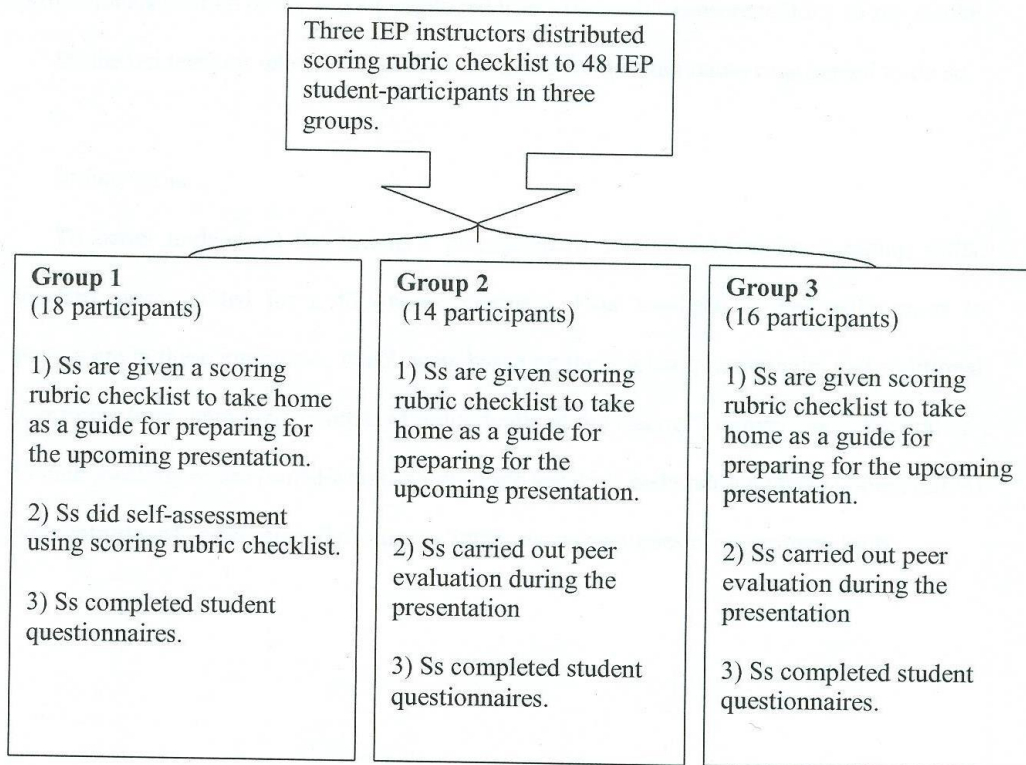 Three IEP instructors distributed
scoring rubric checklist to 48 IEP
student-participants in three
groups.
Group 1
(18 participants)
1) Ss are given a scoring
rubric checklist to take home
as a guide for preparing for
the upcoming presentation.
2) Ss did self-assessment
using scoring rubric checklist.
3) Ss completed student
questionnaires.
Group 2
(14 participants)
1) Ss are given scoring
rubric checklist to take
home as a guide for
preparing for the
upcoming presentation.
2) Ss carried out peer
evaluation during the
presentation
3) Ss completed student
questionnaires.
Group 3
(16 participants)
1) Ss are given scoring
rubric checklist to take
home as a guide for
preparing for the upcoming
presentation.
2) Ss carried out peer
evaluation during the
presentation
3) Ss completed student
questionnaires.